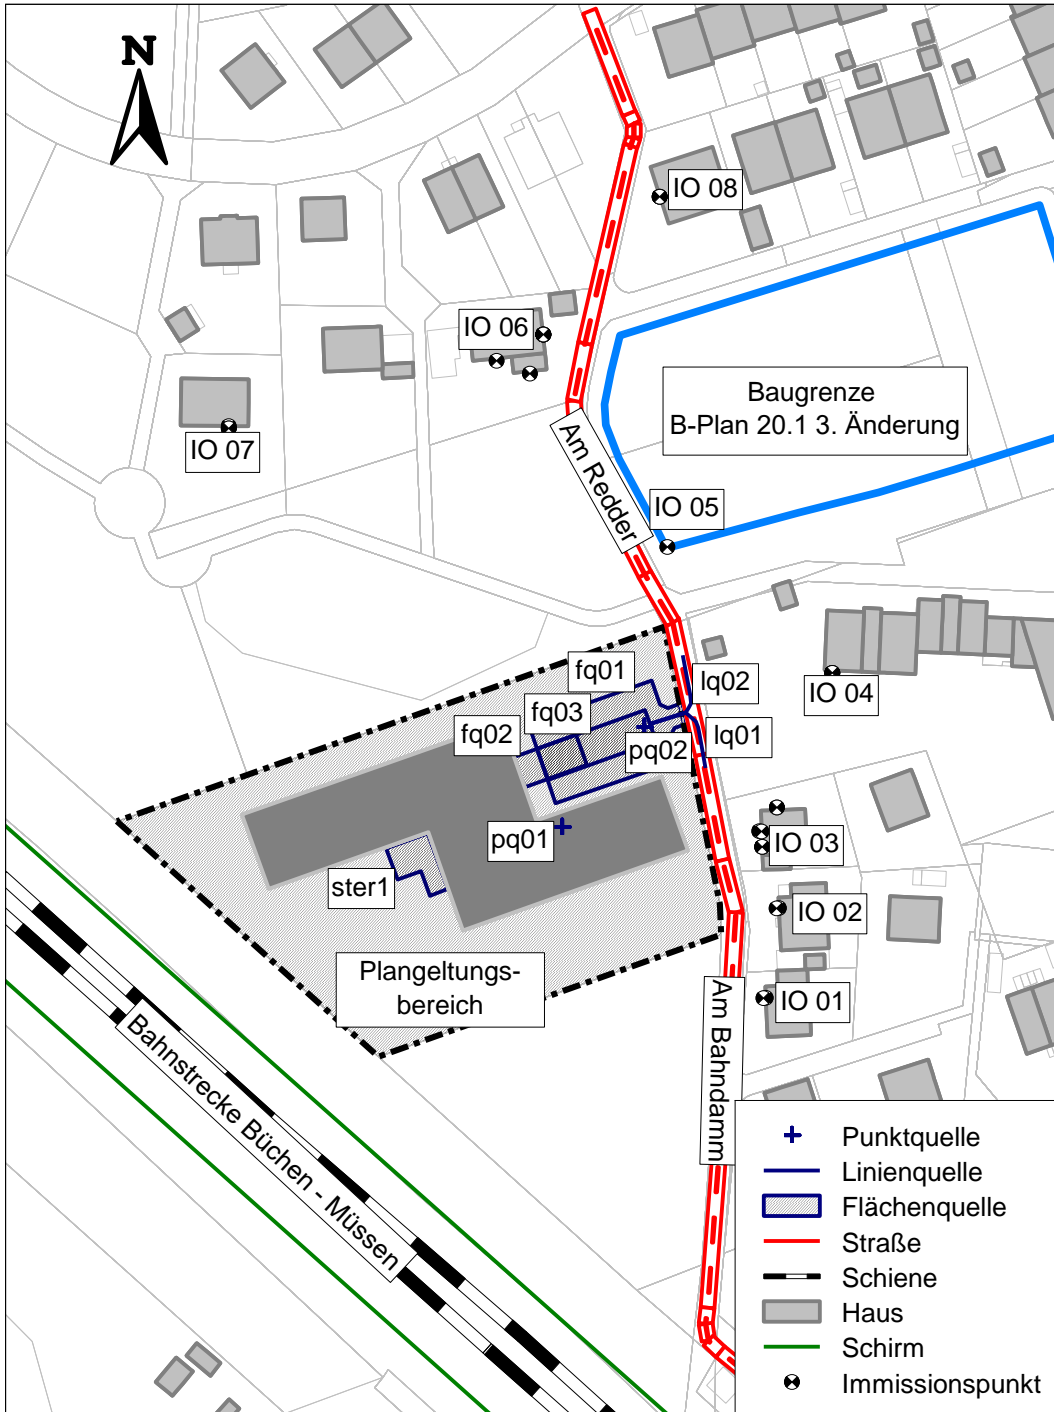 N
IO 08
IO 06
Baugrenze
B-Plan 20.1 3. Änderung
IO 07
Am Redder
IO 05
fq01
lq02
IO 04
fq03
fq02
lq01
pq02
pq01
IO 03
ster1
IO 02
Plangeltungs-
bereich
IO 01
Am Bahndamm
Bahnstrecke Büchen - Müssen
Punktquelle
Linienquelle
Flächenquelle
Straße
Schiene
Haus
Schirm
Immissionspunkt